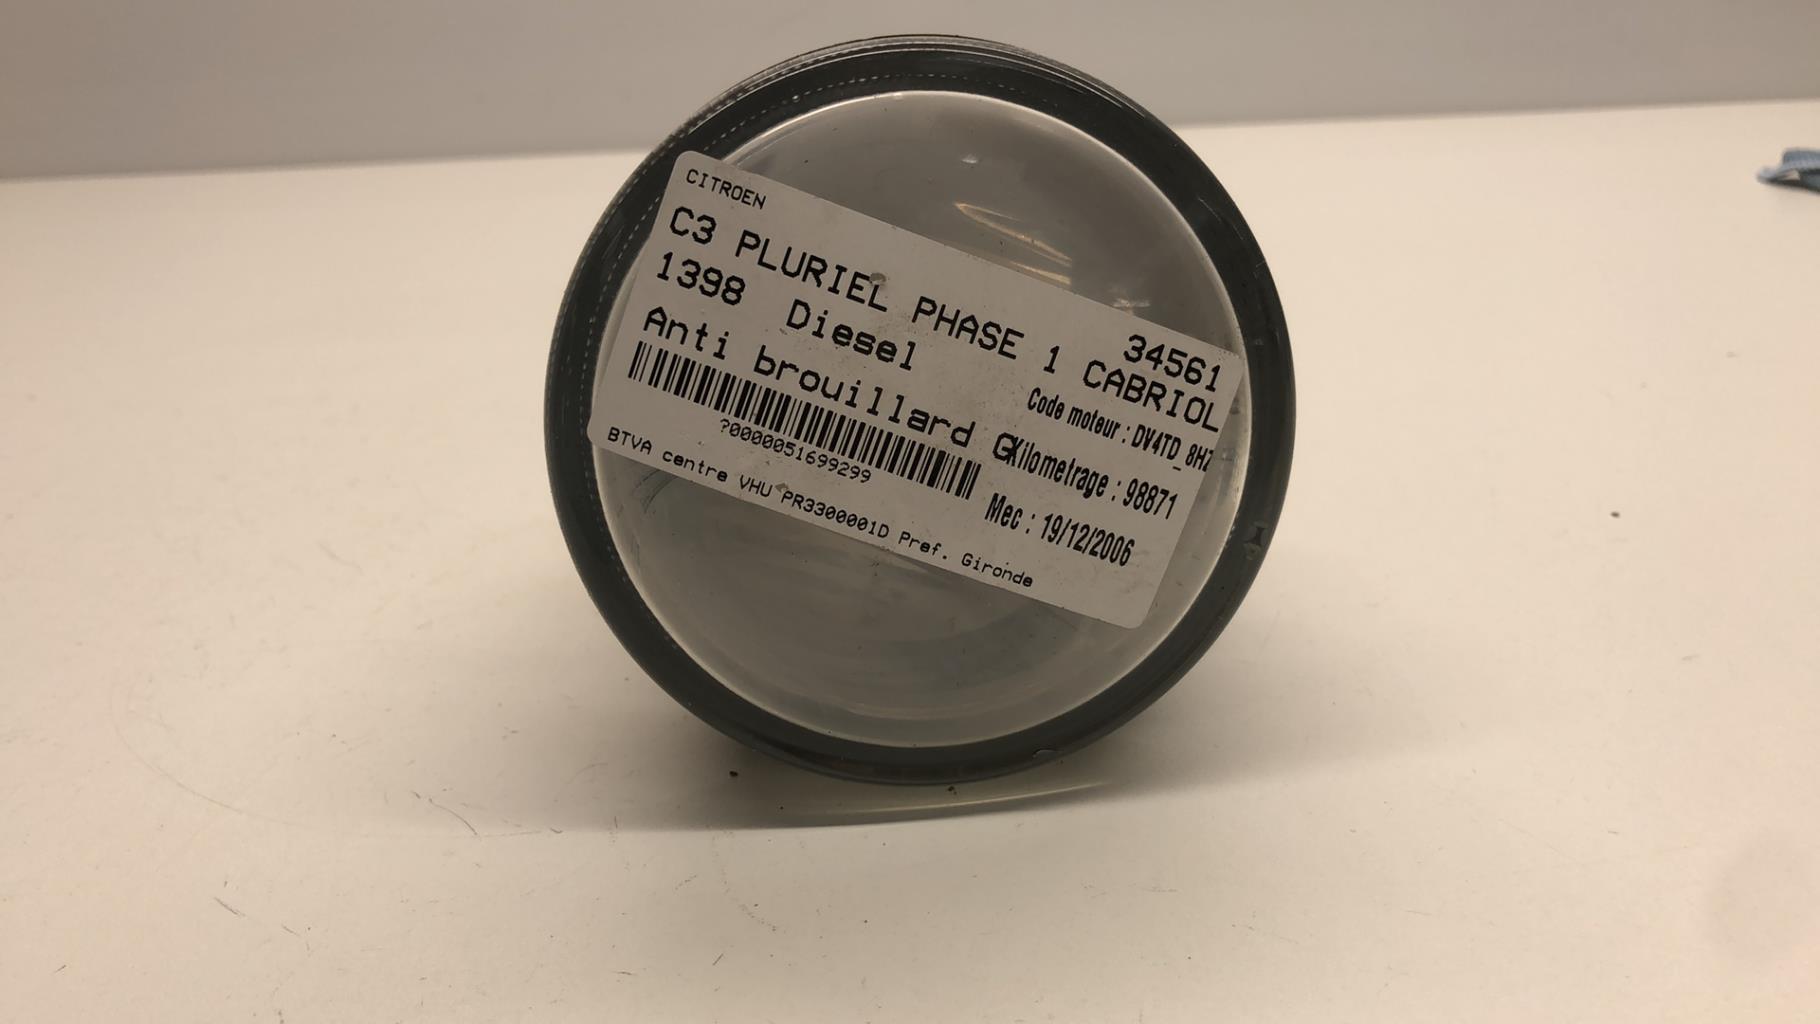 CITROEN
34561
C3 PLURIEL PHASE 1 CABRIOL
1398 Diesel
Code moteur : DV4TD_8HZ
Anti brouillard G
Kilometrage : 98871
?0000051699299
Mec : 19/12/2006
BTVA centre VHU PR3300001D Pref. Gironde